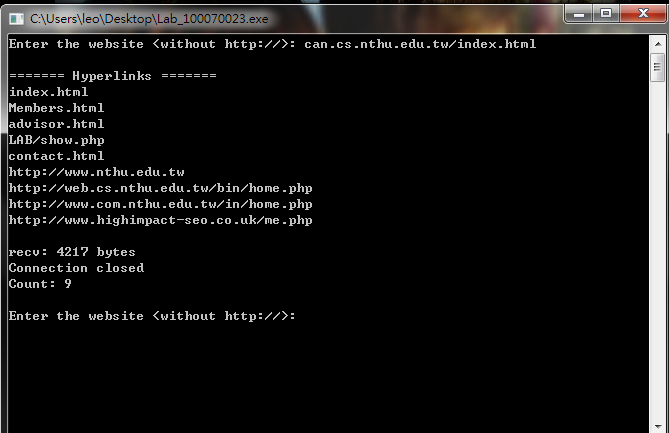 C:\Users\leo\Desktop\Lab_100070023.exe
Enter the website <without http://>: can.cs.nthu.edu.tw/index.html
======= Hyperlinks =======
index.html
Members.html
advisor.html
LAB/show.php
contact.html
http://www.nthu.edu.tw
http://web.cs.nthu.edu.tw/bin/home.php
http://www.com.nthu.edu.tw/in/home.php
http://www.highimpact-seo.co.uk/me.php
recv: 4217 bytes
Connection closed
Count: 9
Enter the website <without http://>: